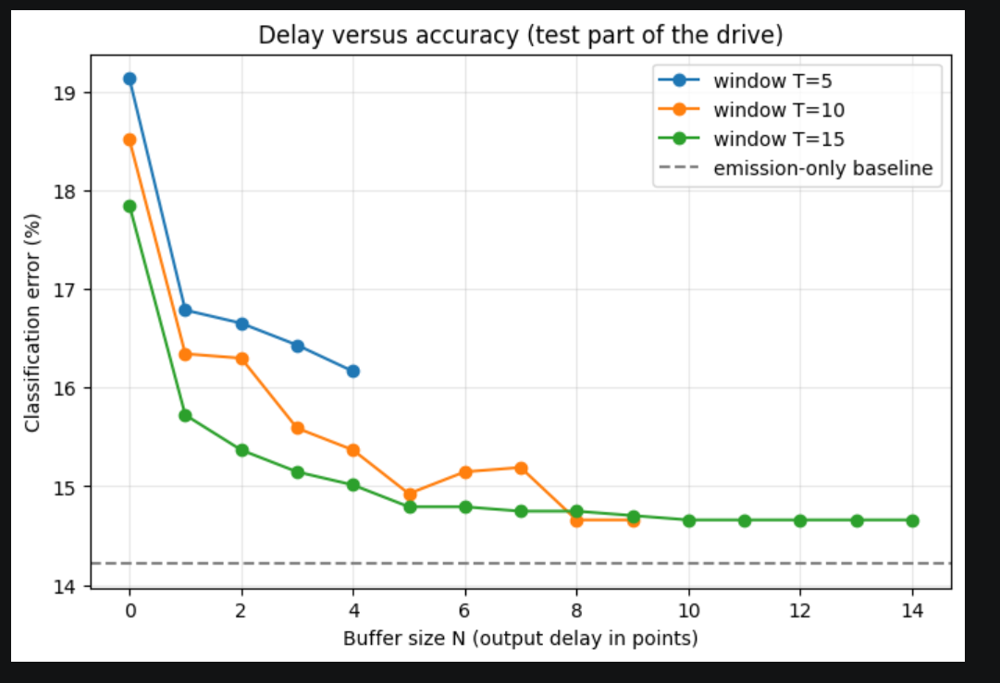 Delay versus accuracy (test part of the drive)
window T=5
window T=10
window T=15
emission-only baseline
Classification error (%)
19
18
17
16
15
14
0 2 4 6 8 10 12 14
Buffer size N (output delay in points)